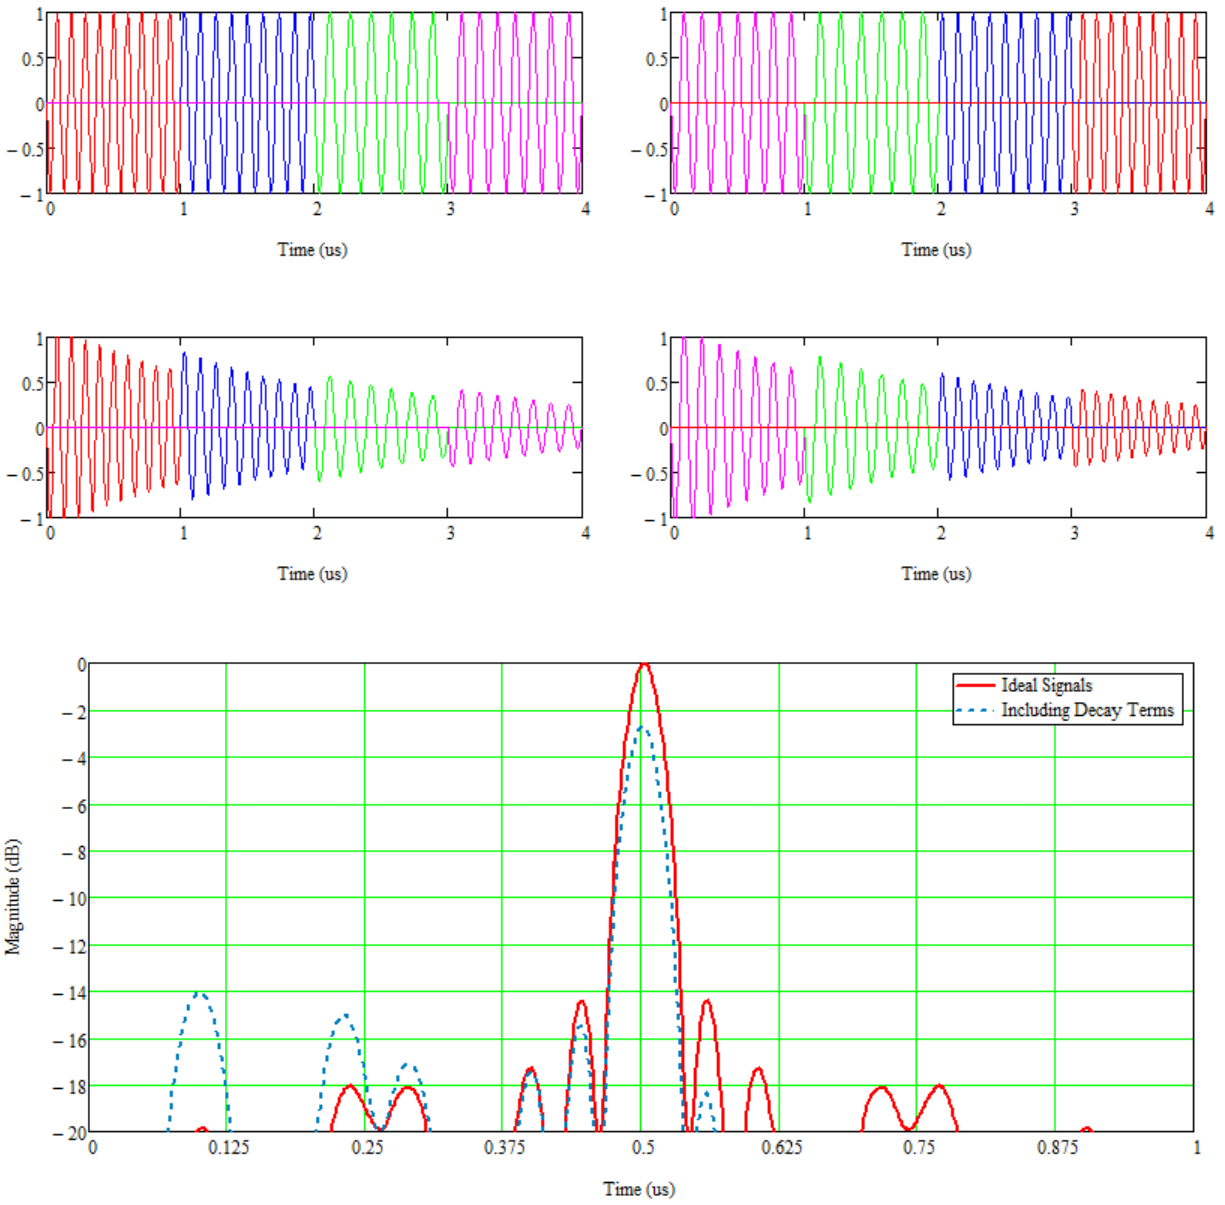 1
0.5
0
− 0.5
− 1
0 1 2 3 4
Time (us)
1
0.5
0
− 0.5
− 1
0 1 2 3 4
Time (us)
1
0.5
0
− 0.5
− 1
0 1 2 3 4
Time (us)
1
0.5
0
− 0.5
− 1
0 1 2 3 4
Time (us)
Magnitude (dB)
0
− 2
− 4
− 6
− 8
− 10
− 12
− 14
− 16
− 18
− 20
Ideal Signals
Including Decay Terms
0 0.125 0.25 0.375 0.5 0.625 0.75 0.875 1
Time (us)